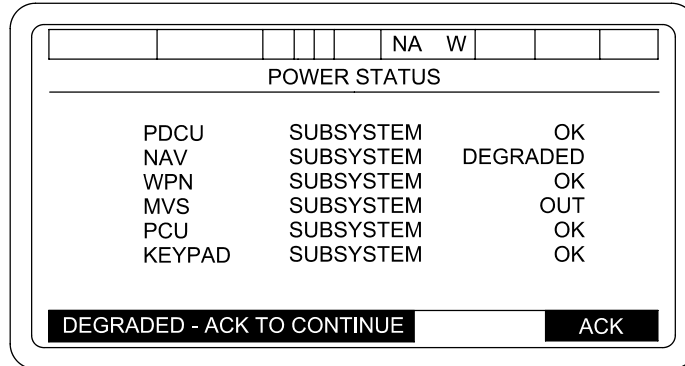 NA W
POWER STATUS
PDCU SUBSYSTEM OK
NAV SUBSYSTEM DEGRADED
WPN SUBSYSTEM OK
MVS SUBSYSTEM OUT
PCU SUBSYSTEM OK
KEYPAD SUBSYSTEM OK
DEGRADED - ACK TO CONTINUE ACK